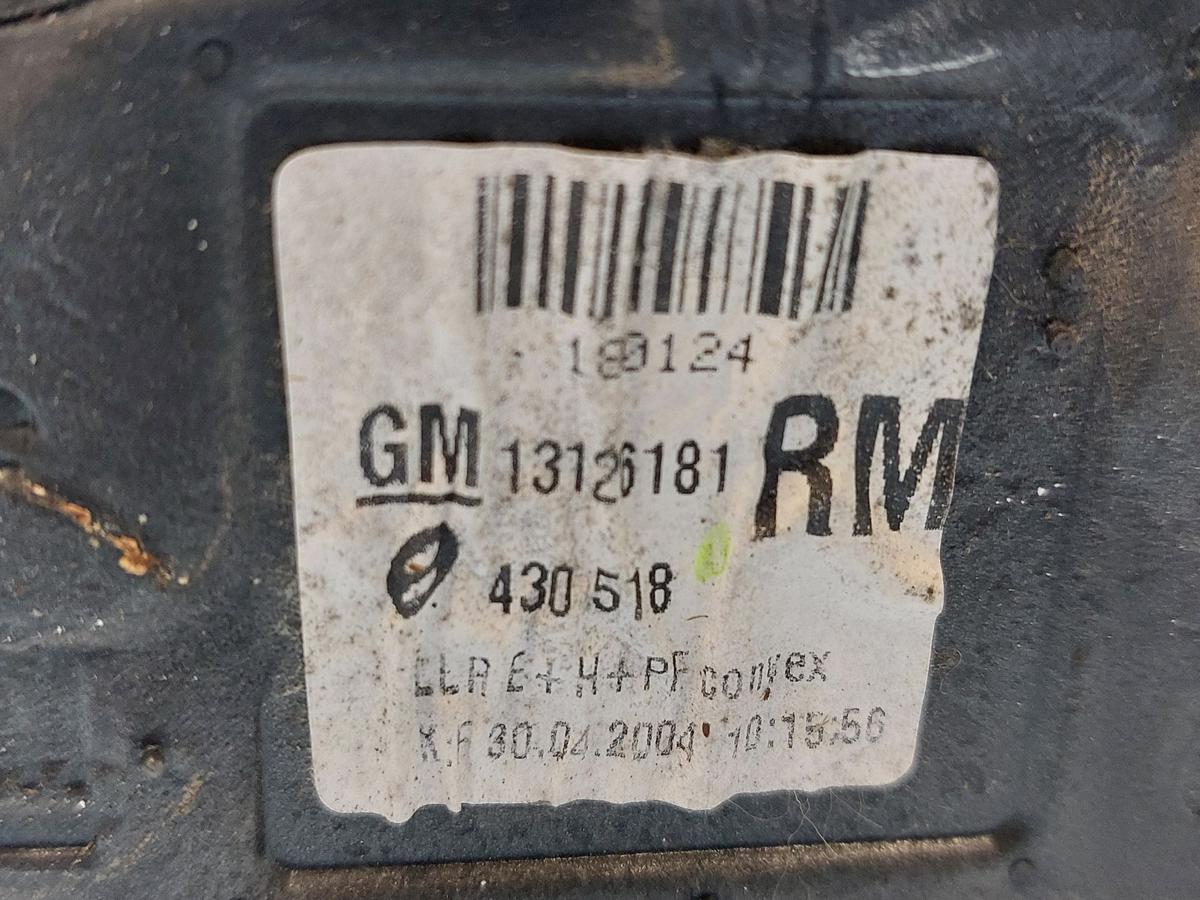 180124
GM 13126181 RM
430 518
LLR E+H+PF convex
30.04.2004 10:15:56